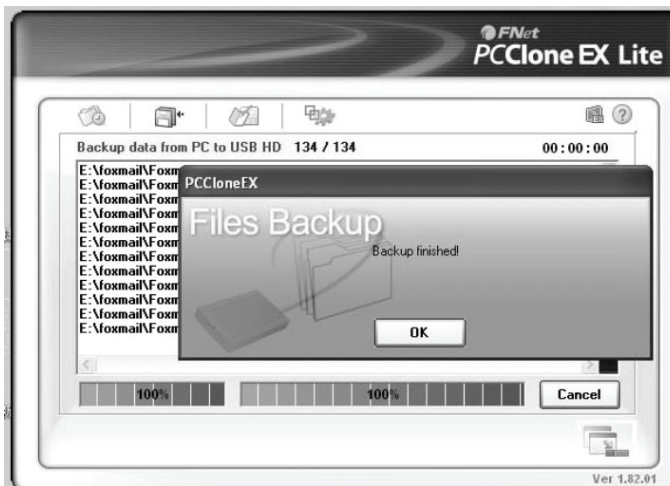 FNet
PCClone EX Lite
Backup data from PC to USB HD 134 / 134 00:00:00
E:\foxmail\Foxm
PCCloneEX
E:\foxmail\Foxm
E:\foxmail\Foxm
Files Backup
E:\foxmail\Foxm
E:\foxmail\Foxm
E:\foxmail\Foxm
Backup finished!
E:\foxmail\Foxm
E:\foxmail\Foxm
E:\foxmail\Foxm
E:\foxmail\Foxm
E:\foxmail\Foxm
E:\foxmail\Foxm
OK
100% 100% Cancel
Ver 1.82.01